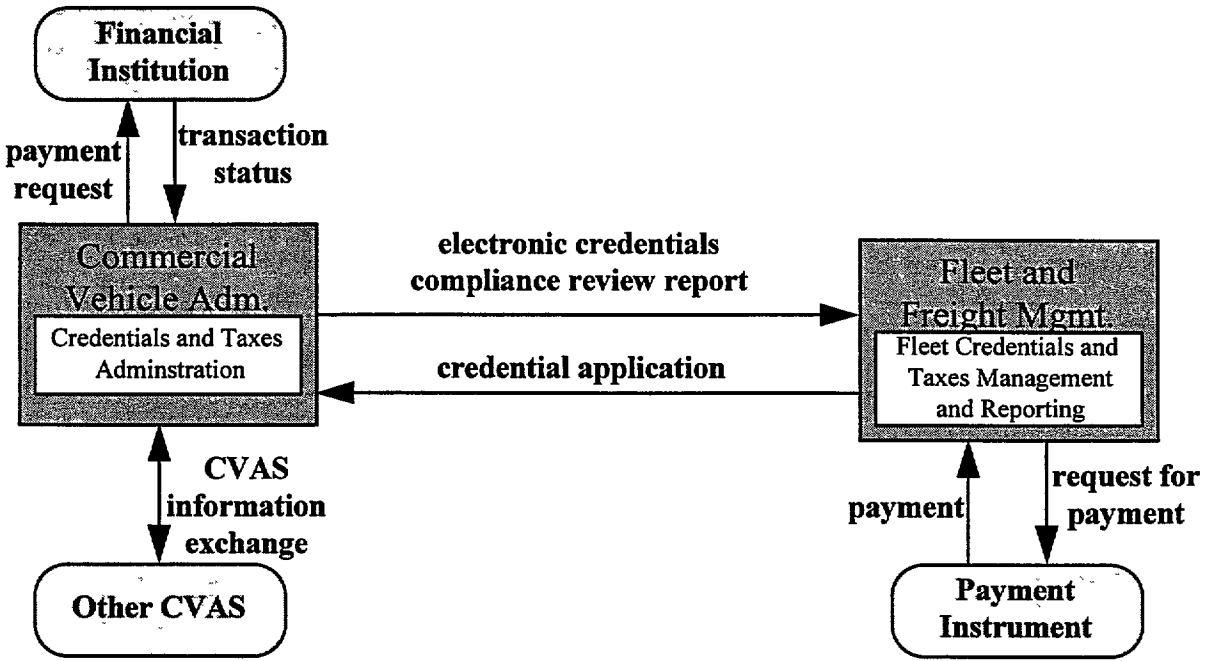 Financial
Institution
payment
request
transaction
status
Commercial
Vehicle Adm.
Credentials and Taxes
Adminstration
electronic credentials
compliance review report
credential application
Fleet and
Freight Mgmt.
Fleet Credentials and
Taxes Management
and Reporting
CVAS
information
exchange
payment
request for
payment
Other CVAS
Payment
Instrument